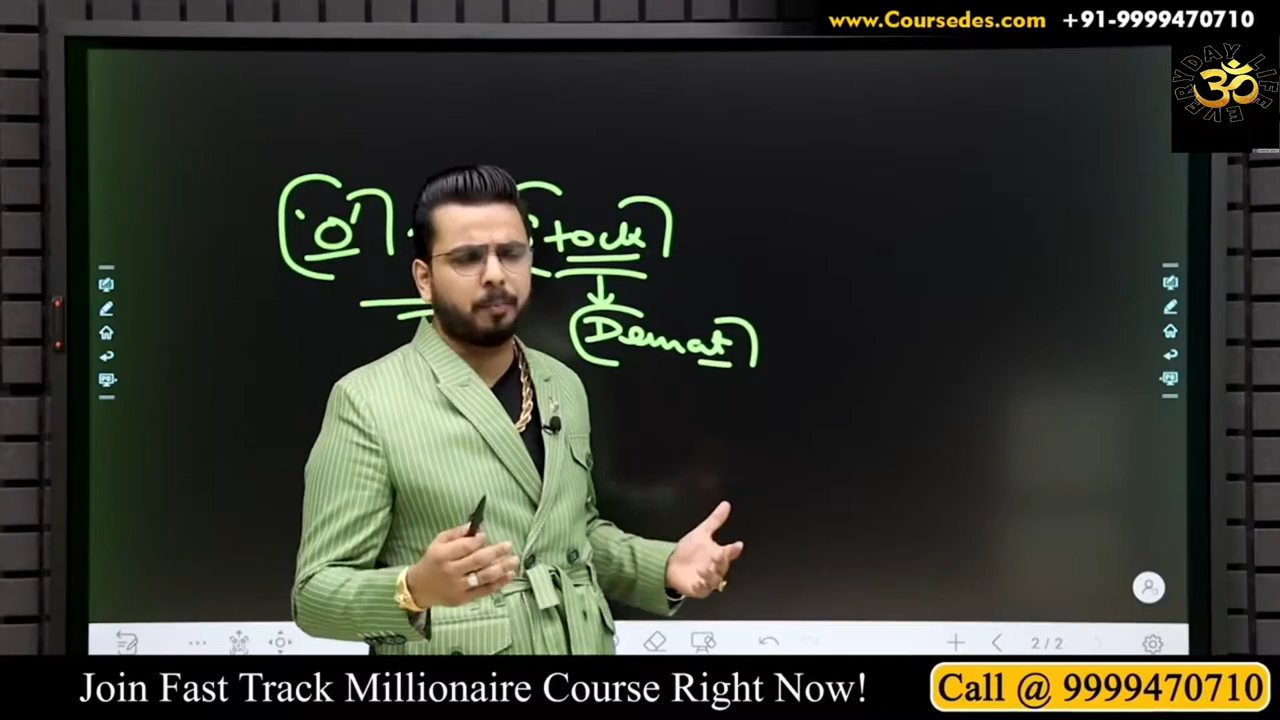 www.Coursedes.com +91-9999470710
EVERYDAY LIFE
ॐ
'0'
Stock
Demat
2/2
Join Fast Track Millionaire Course Right Now!
Call @ 9999470710